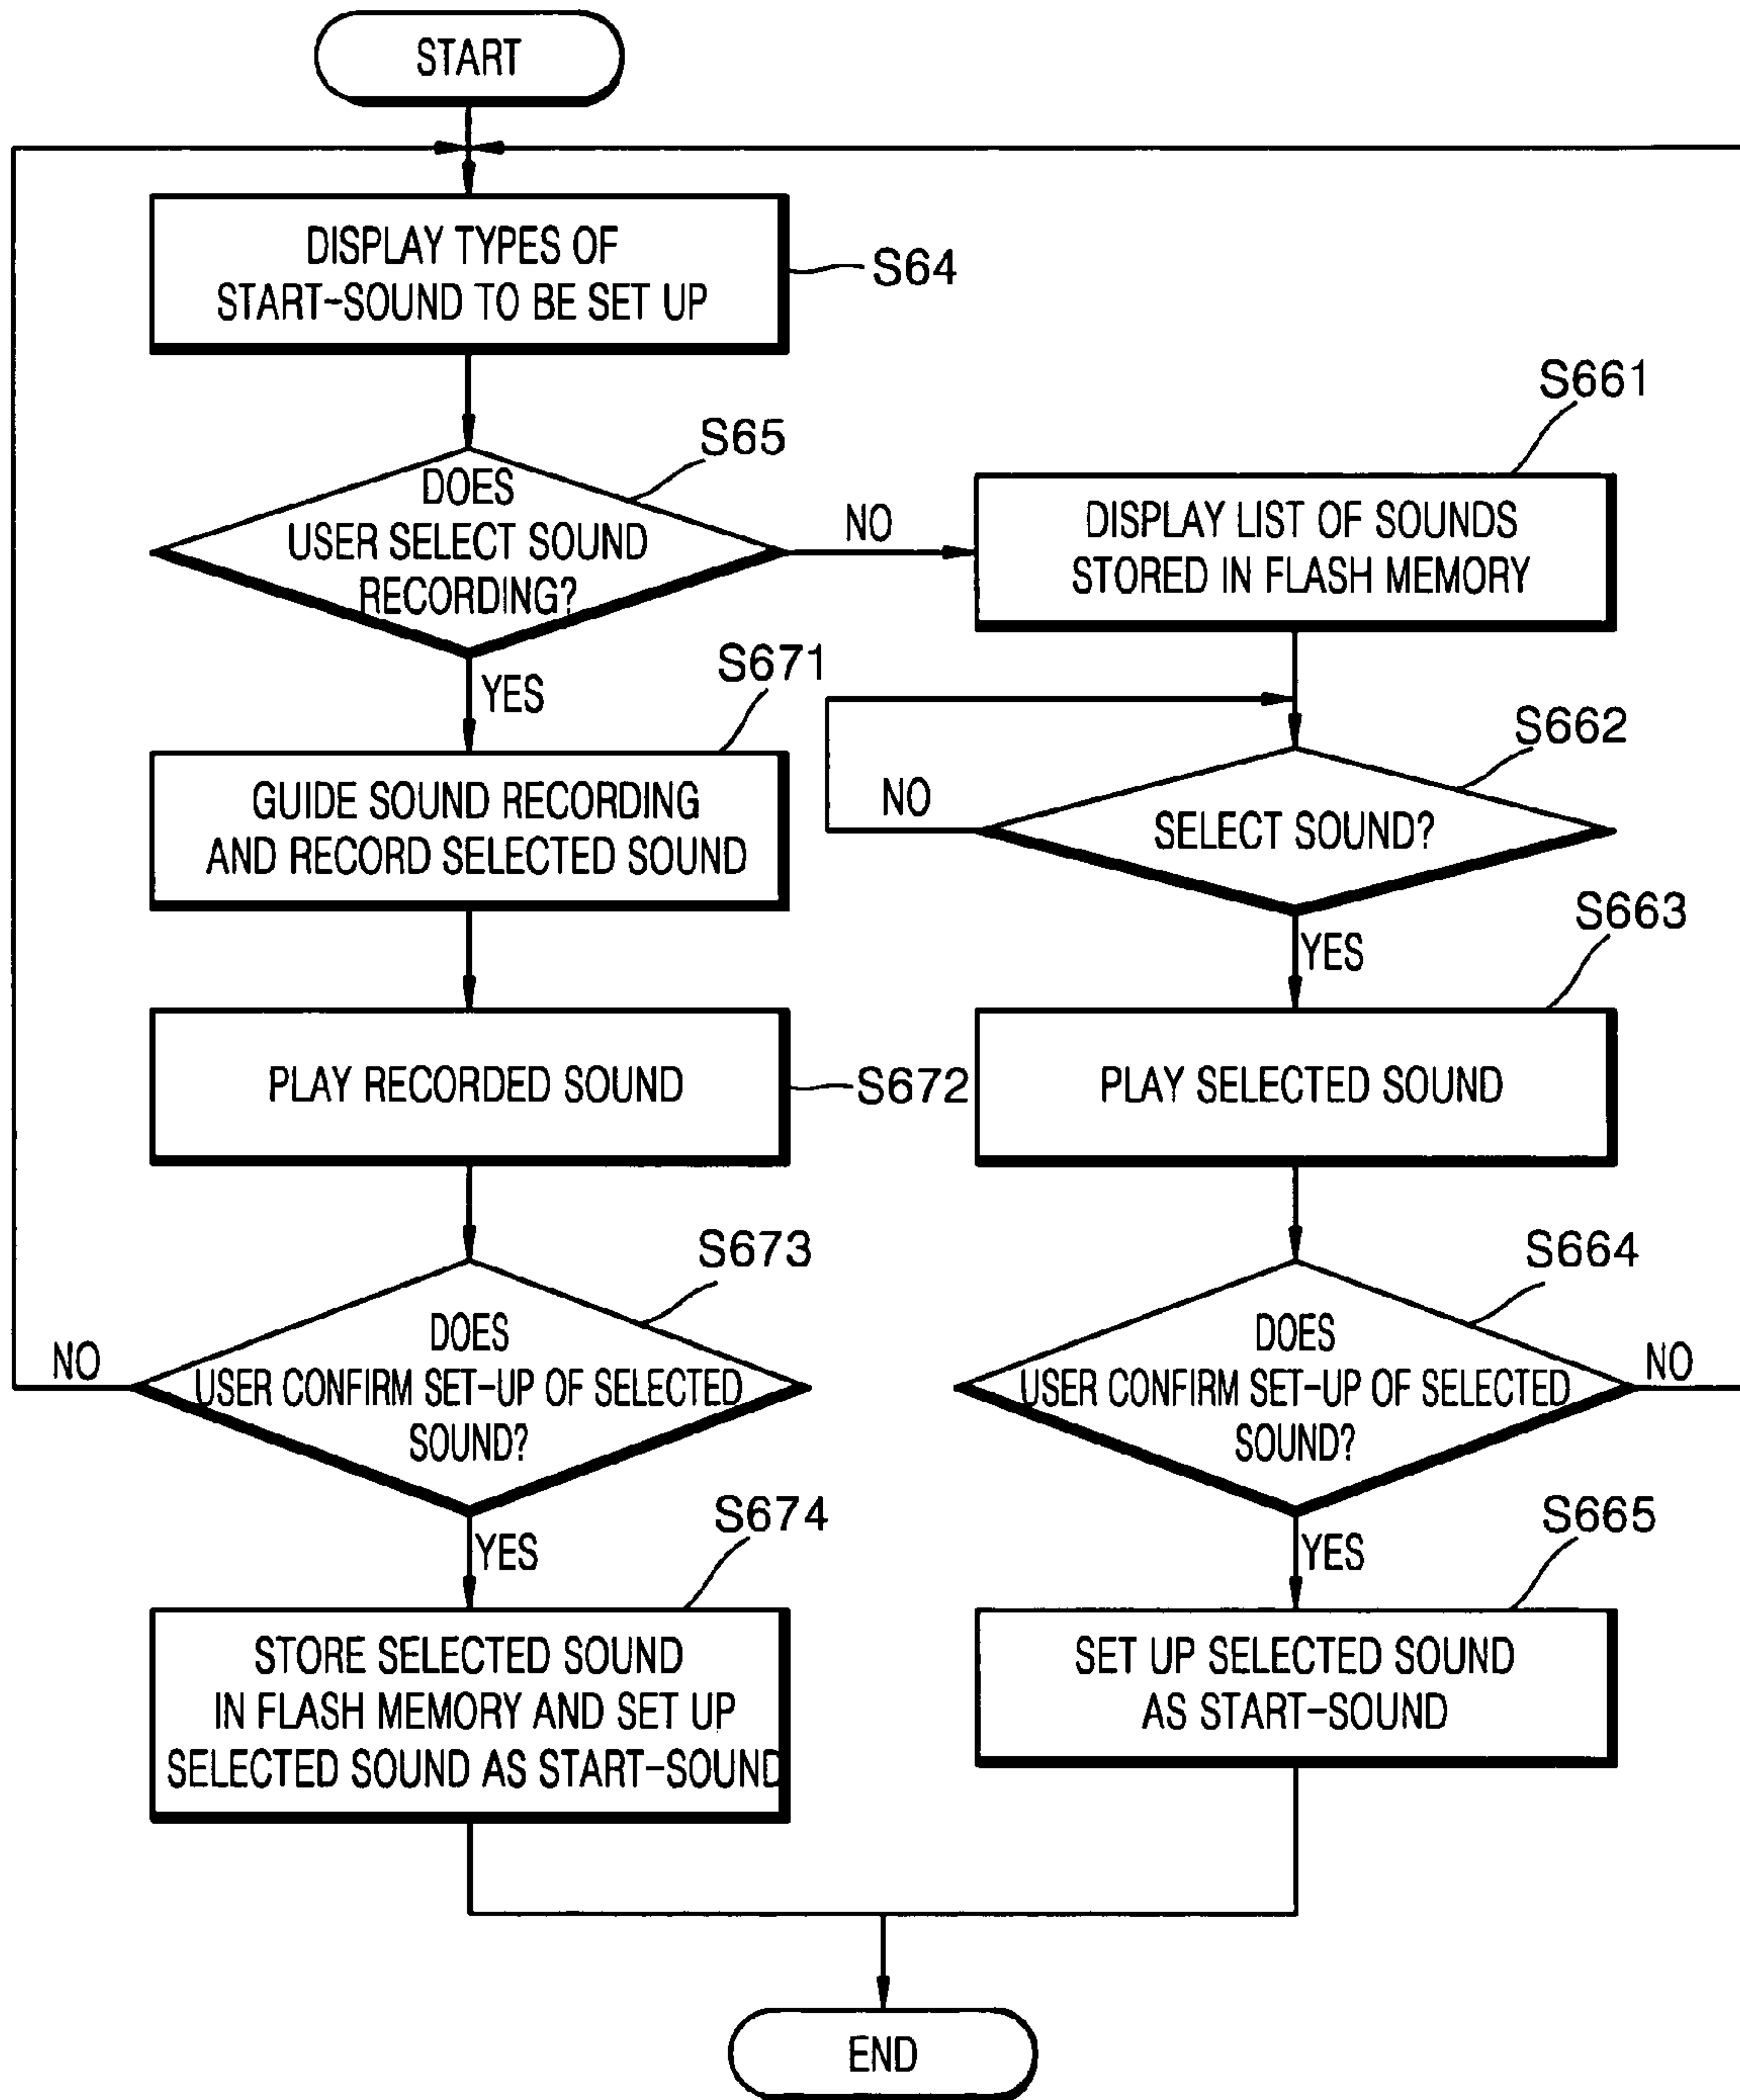 START
DISPLAY TYPES OF
START-SOUND TO BE SET UP
S64
S65
DOES
USER SELECT SOUND
RECORDING?
NO
YES
S661
DISPLAY LIST OF SOUNDS
STORED IN FLASH MEMORY
S671
GUIDE SOUND RECORDING
AND RECORD SELECTED SOUND
S662
SELECT SOUND?
NO
YES
PLAY RECORDED SOUND
S672
S663
PLAY SELECTED SOUND
S673
DOES
USER CONFIRM SET-UP OF SELECTED
SOUND?
NO
YES
S664
DOES
USER CONFIRM SET-UP OF SELECTED
SOUND?
NO
YES
S674
STORE SELECTED SOUND
IN FLASH MEMORY AND SET UP
SELECTED SOUND AS START-SOUND
S665
SET UP SELECTED SOUND
AS START-SOUND
END